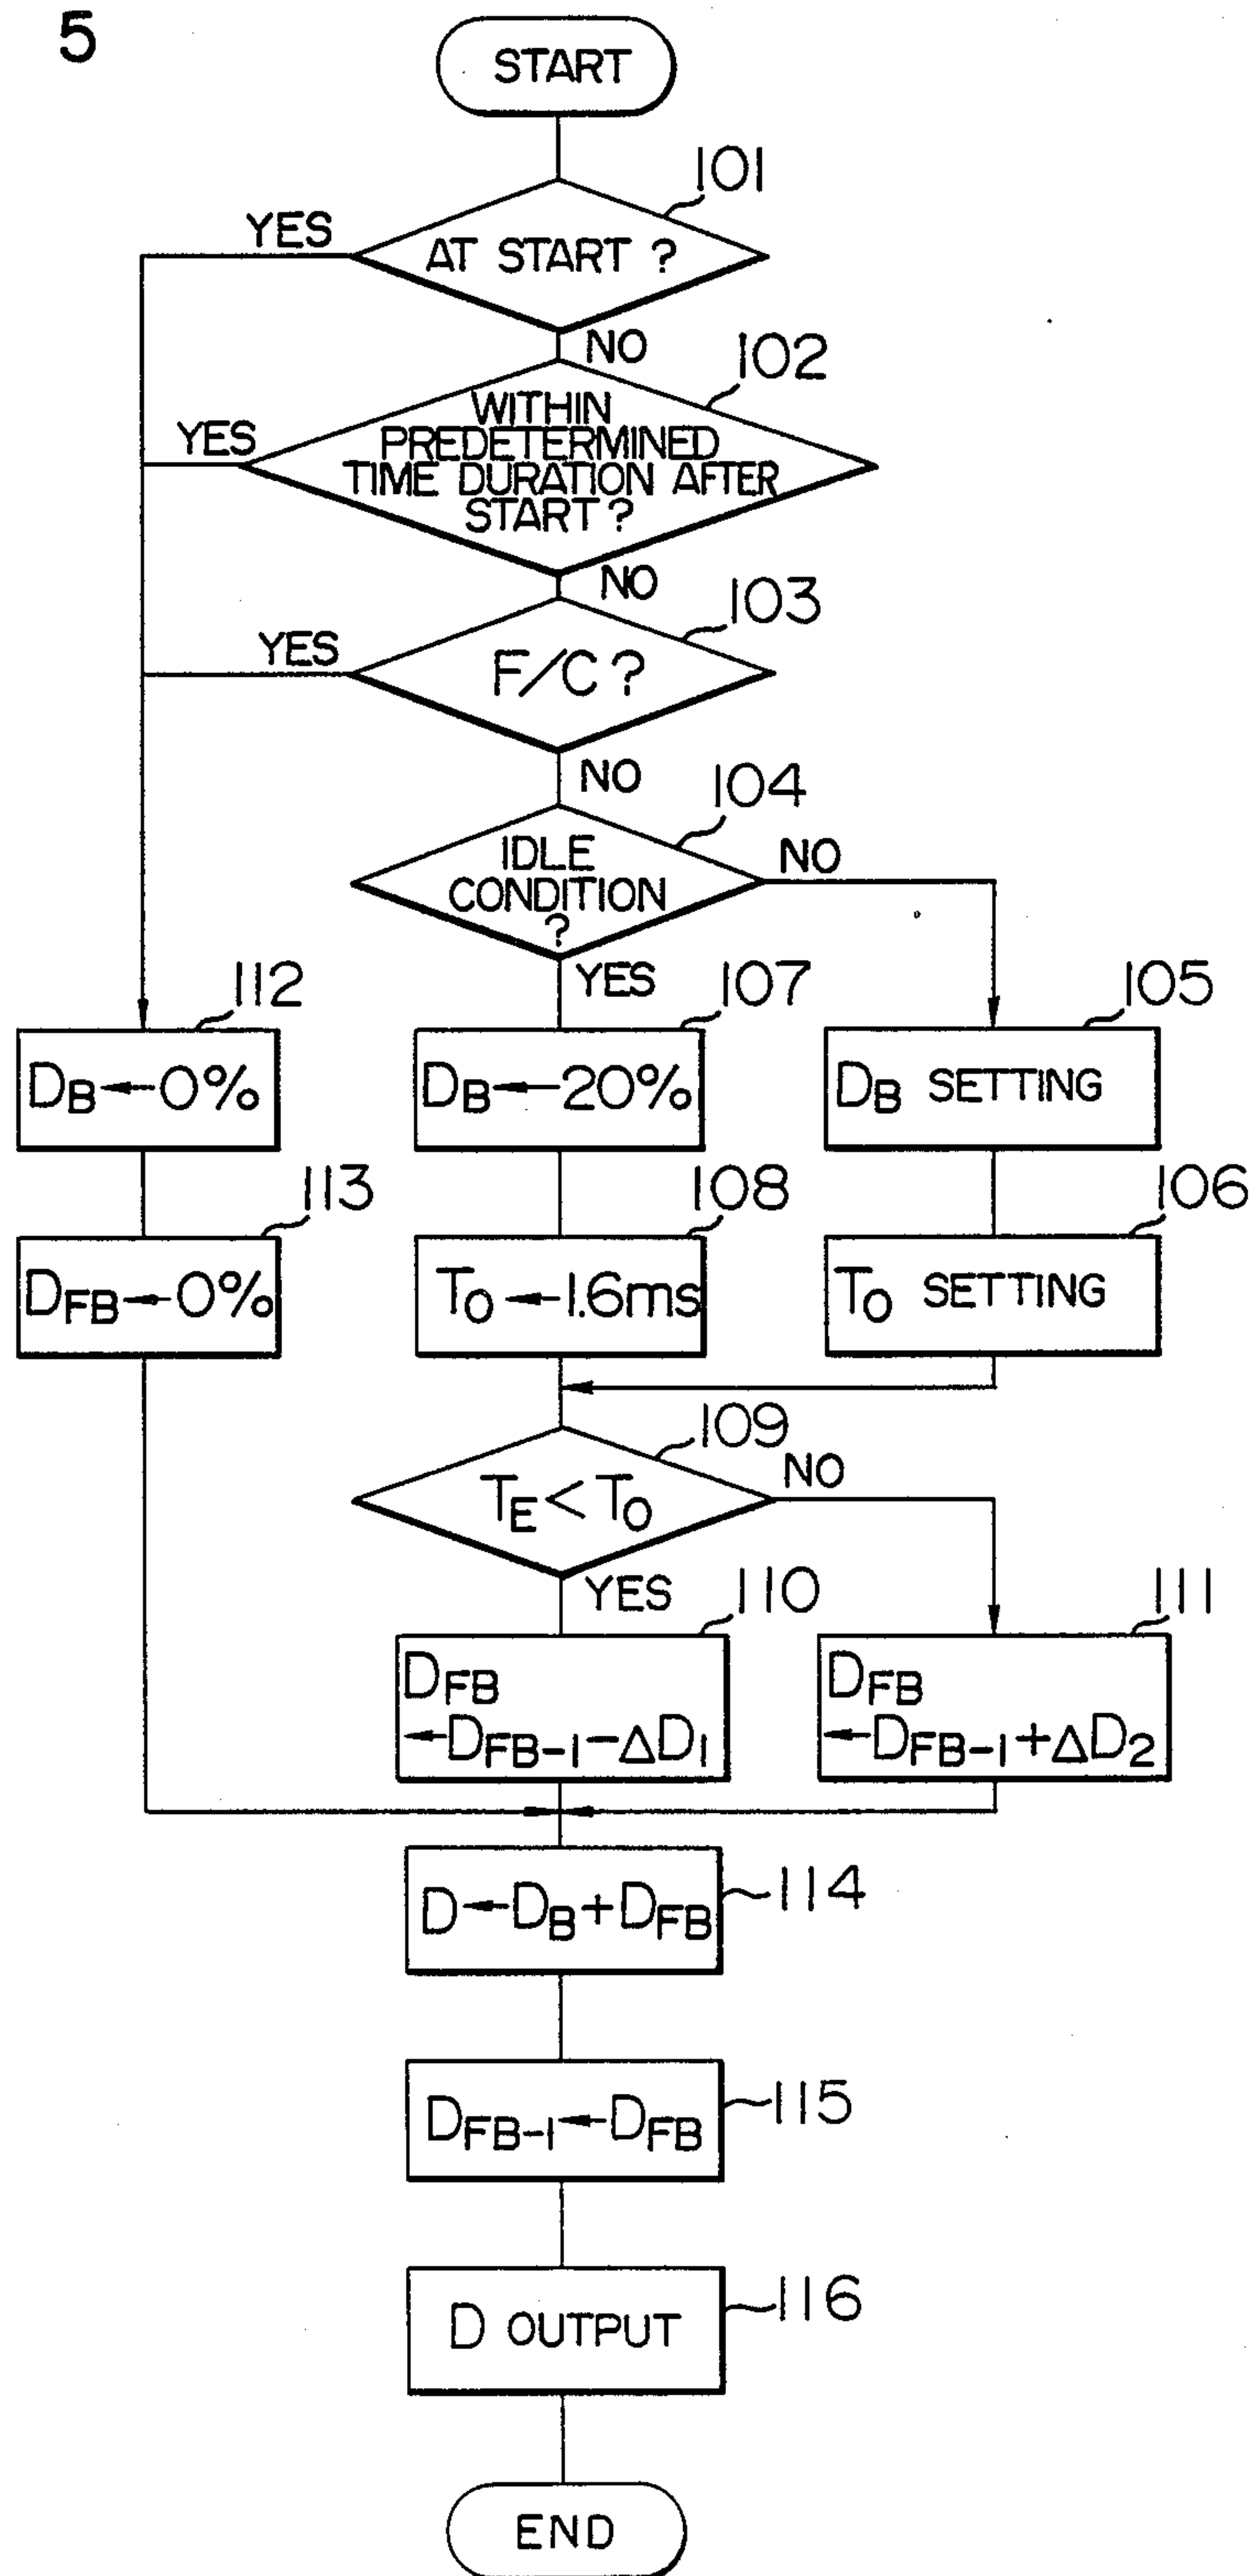 5
START
101
YES
AT START ?
NO
102
YES
WITHIN
PREDETERMINED
TIME DURATION AFTER
START ?
NO
103
YES
F/C ?
NO
104
IDLE
CONDITION
?
NO
YES
112
107
105
DB ← 0%
DB ← 20%
DB SETTING
113
108
106
DFB ← 0%
TO ← 1.6ms
TO SETTING
109
TE < TO
NO
YES
110
111
DFB
← DFB-1 − ΔD1
DFB
← DFB-1 + ΔD2
D ← DB + DFB
114
DFB-1 ← DFB
115
D OUTPUT
116
END